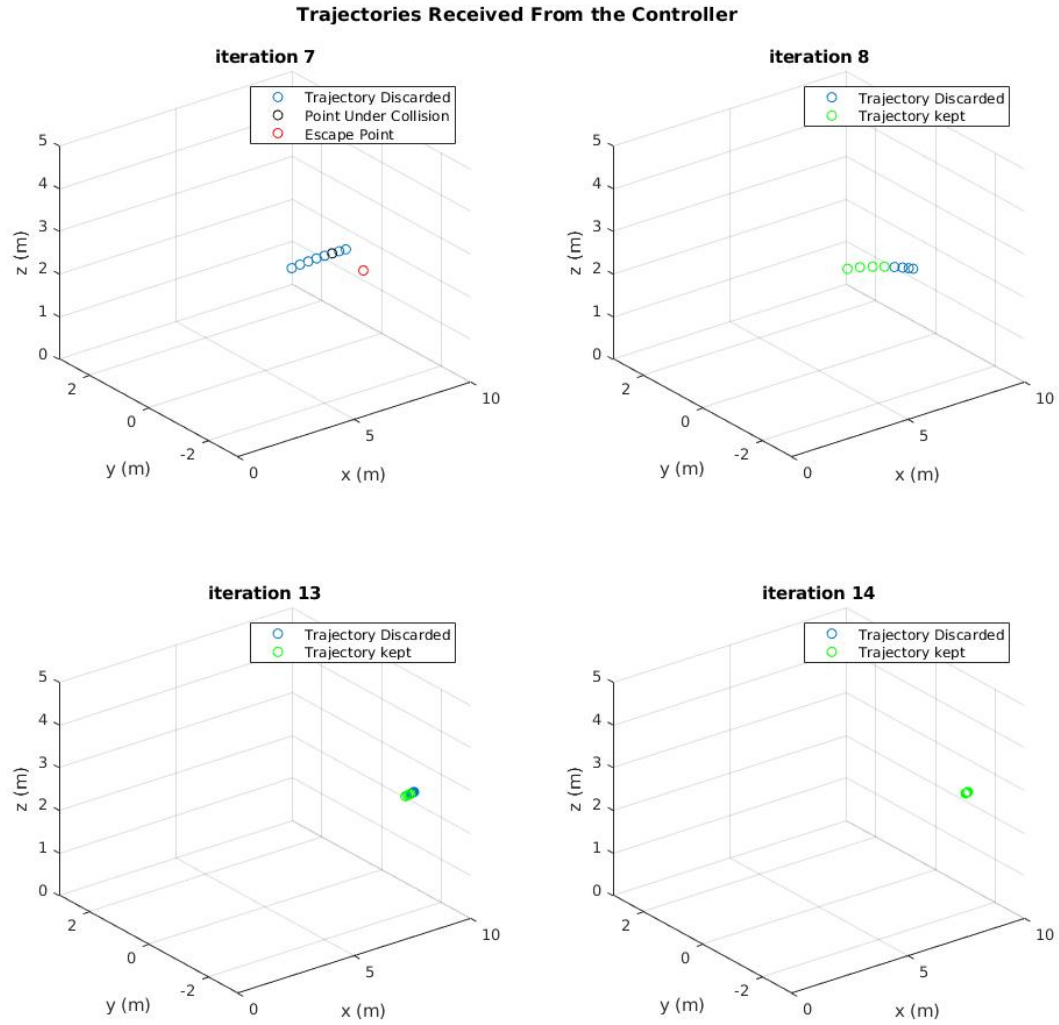 Trajectories Received From the Controller
iteration 7
Trajectory Discarded
Point Under Collision
Escape Point
5
4
3
2
1
0
z (m)
2
0
-2
y (m)
0
5
10
x (m)
iteration 8
Trajectory Discarded
Trajectory kept
5
4
3
2
1
0
z (m)
2
0
-2
y (m)
0
5
10
x (m)
iteration 13
Trajectory Discarded
Trajectory kept
5
4
3
2
1
0
z (m)
2
0
-2
y (m)
0
5
10
x (m)
iteration 14
Trajectory Discarded
Trajectory kept
5
4
3
2
1
0
z (m)
2
0
-2
y (m)
0
5
10
x (m)